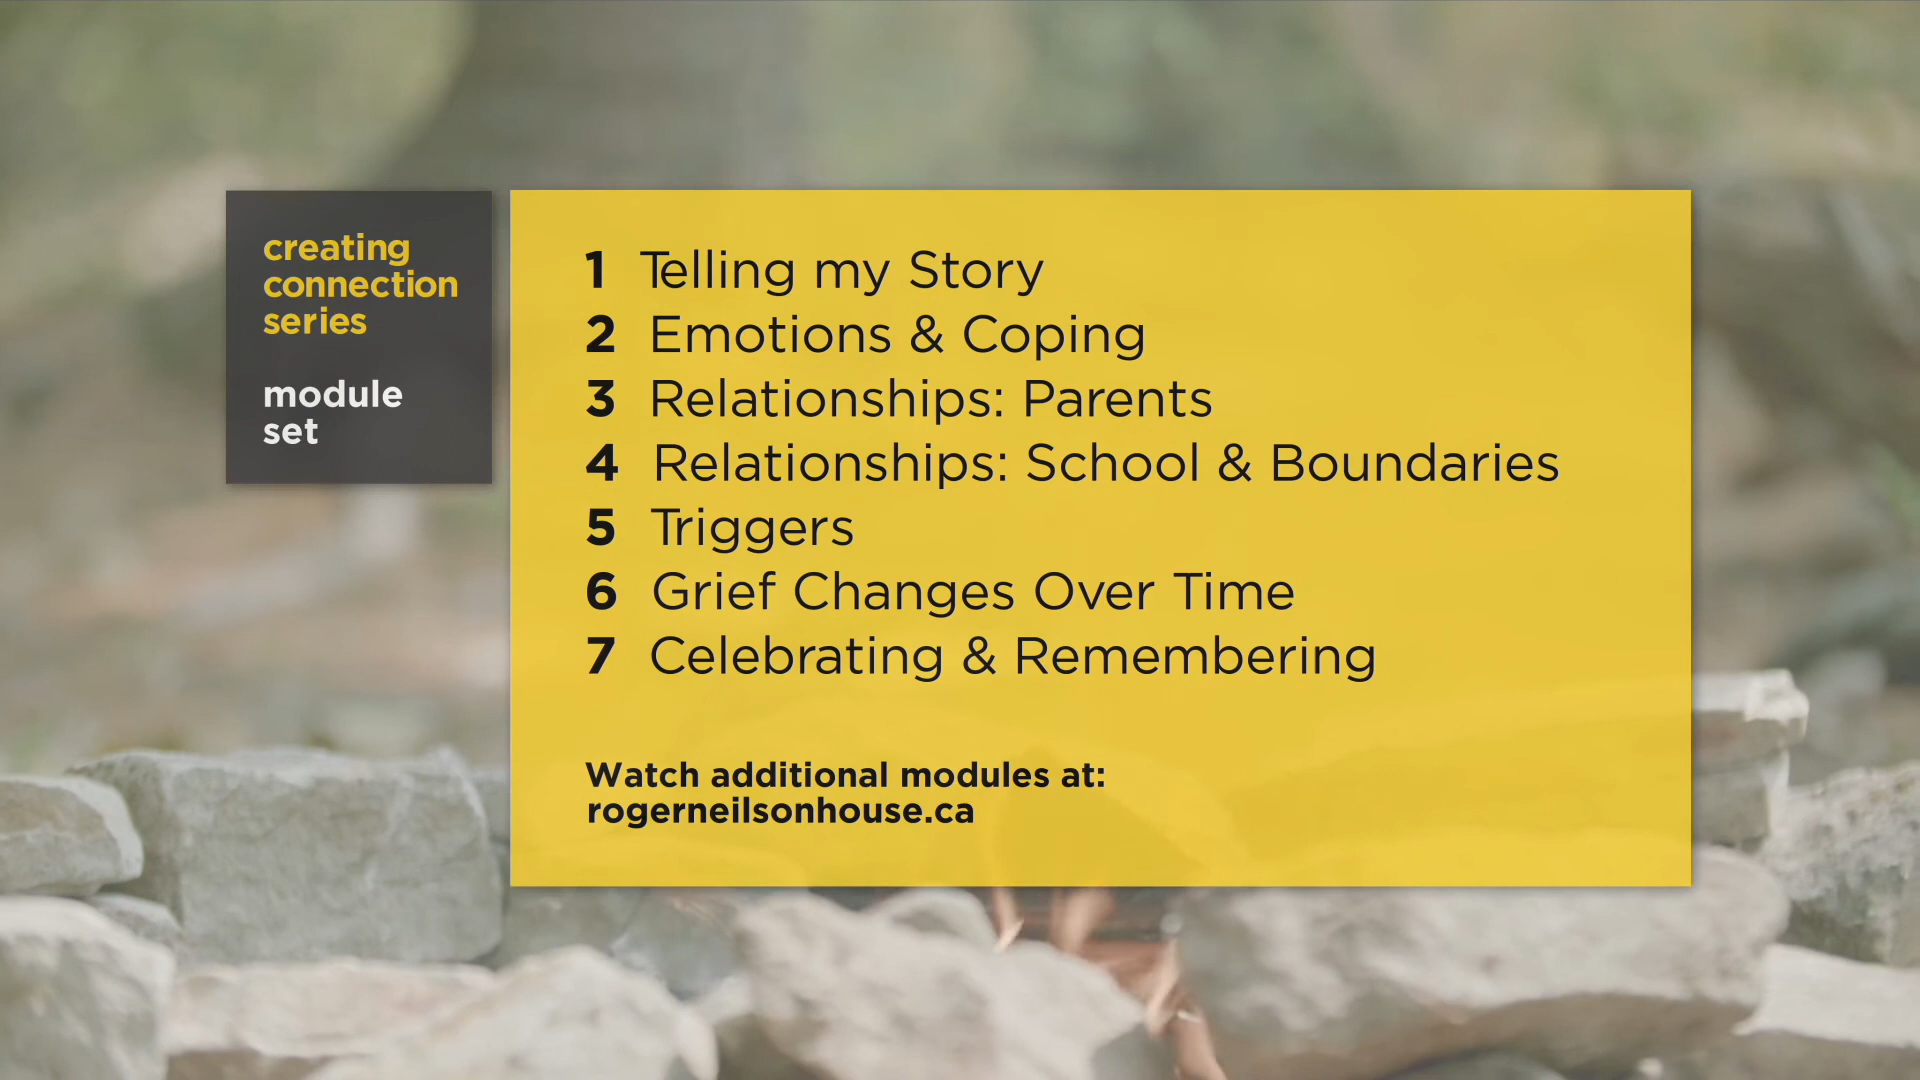 creating
connection
series
module
set
1 Telling my Story
2 Emotions & Coping
3 Relationships: Parents
4 Relationships: School & Boundaries
5 Triggers
6 Grief Changes Over Time
7 Celebrating & Remembering
Watch additional modules at:
rogerneilsonhouse.ca